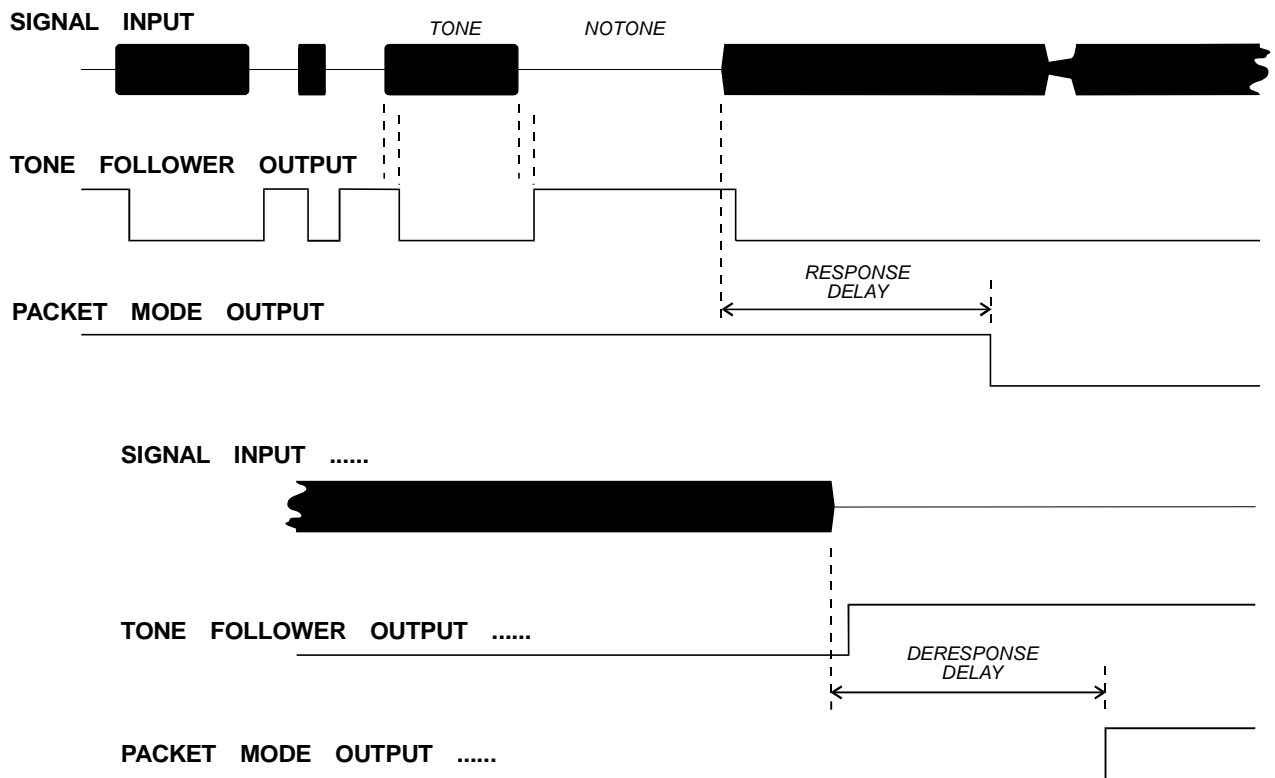 SIGNAL INPUT
TONE NOTONE
TONE FOLLOWER OUTPUT
RESPONSE
DELAY
PACKET MODE OUTPUT
SIGNAL INPUT ......
TONE FOLLOWER OUTPUT ......
DERESPONSE
DELAY
PACKET MODE OUTPUT ......